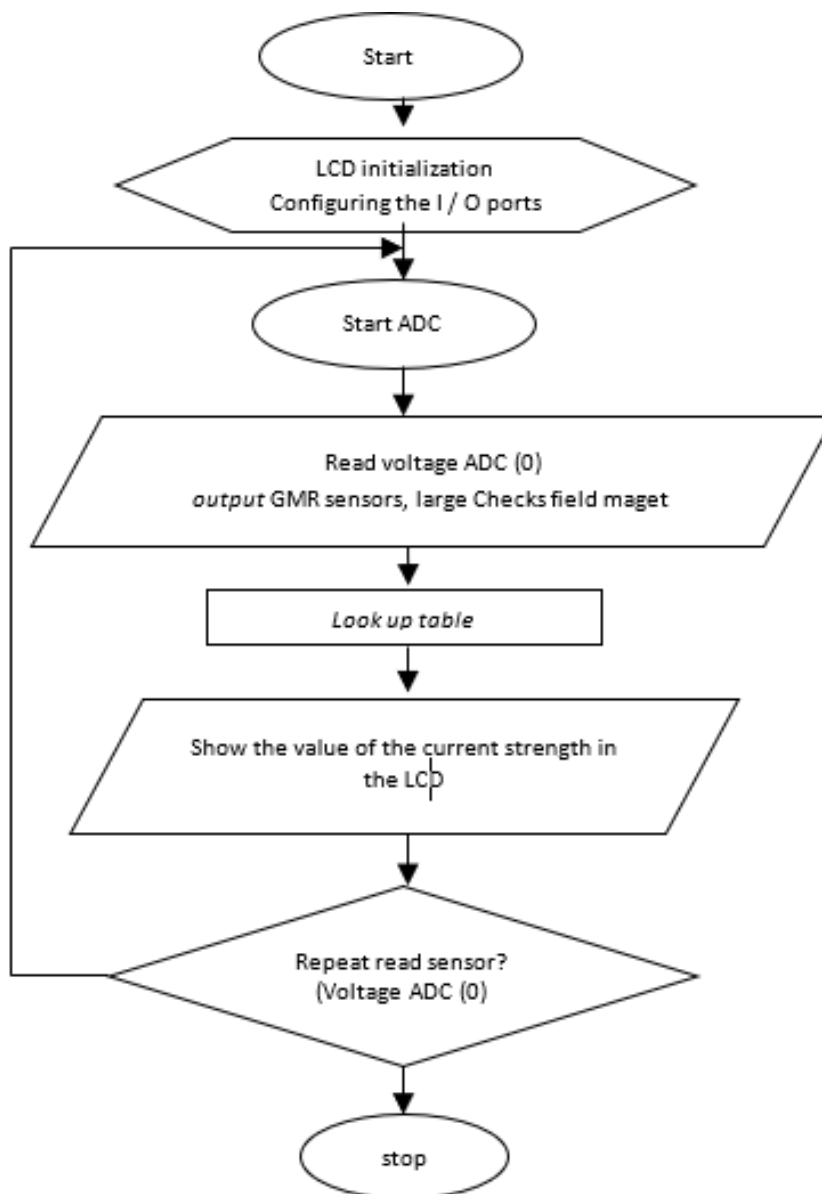 Start
LCD initialization
Configuring the I / O ports
Start ADC
Read voltage ADC (0)
output GMR sensors, large Checks field maget
Look up table
Show the value of the current strength in
the LCD
Repeat read sensor?
(Voltage ADC (0)
stop